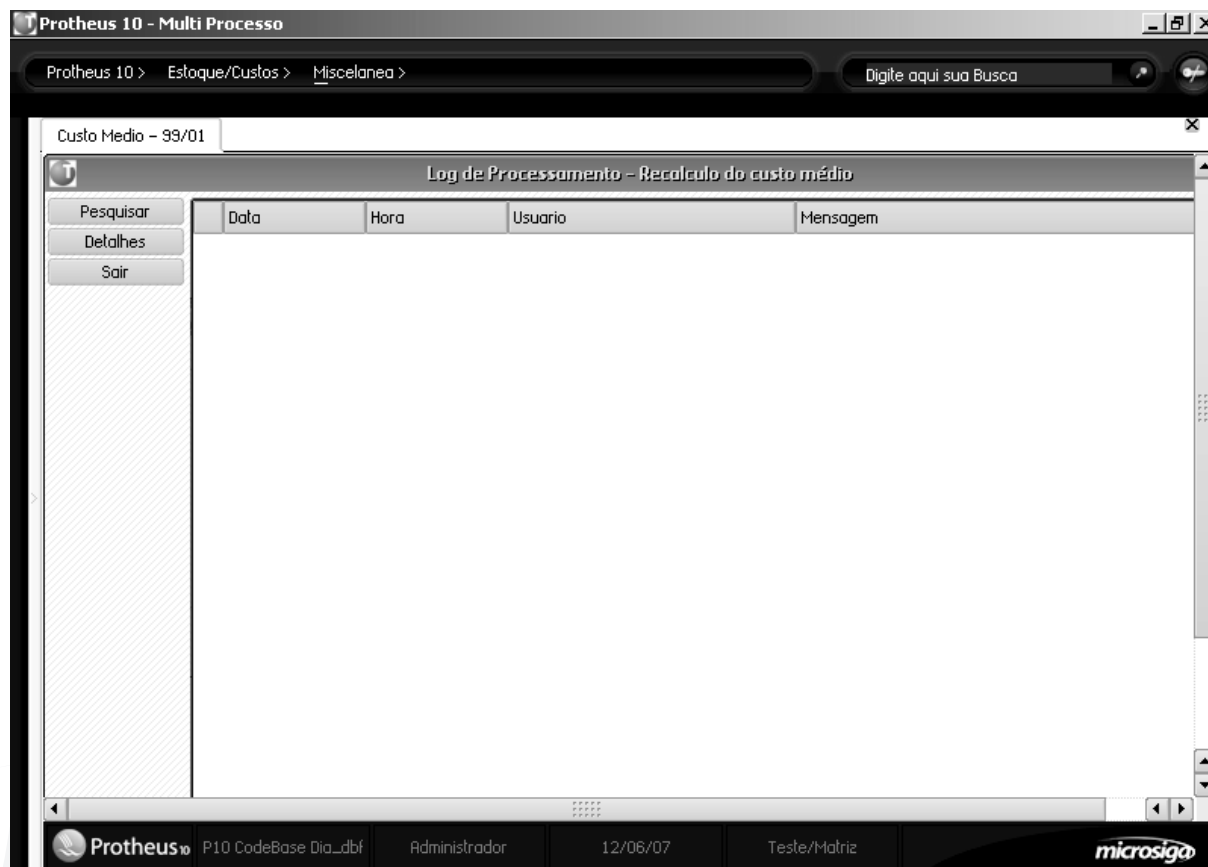 Protheus 10 - Multi Processo
Protheus 10 > Estoque/Custos > Miscelanea > Digite aqui sua Busca
Custo Medio - 99/01
Log de Processamento - Recalculo do custo médio
Pesquisar Data Hora Usuario Mensagem
Detalhes
Sair
Protheus10 P10 CodeBase Dia_dbf Administrador 12/06/07 Teste/Matriz microsiga